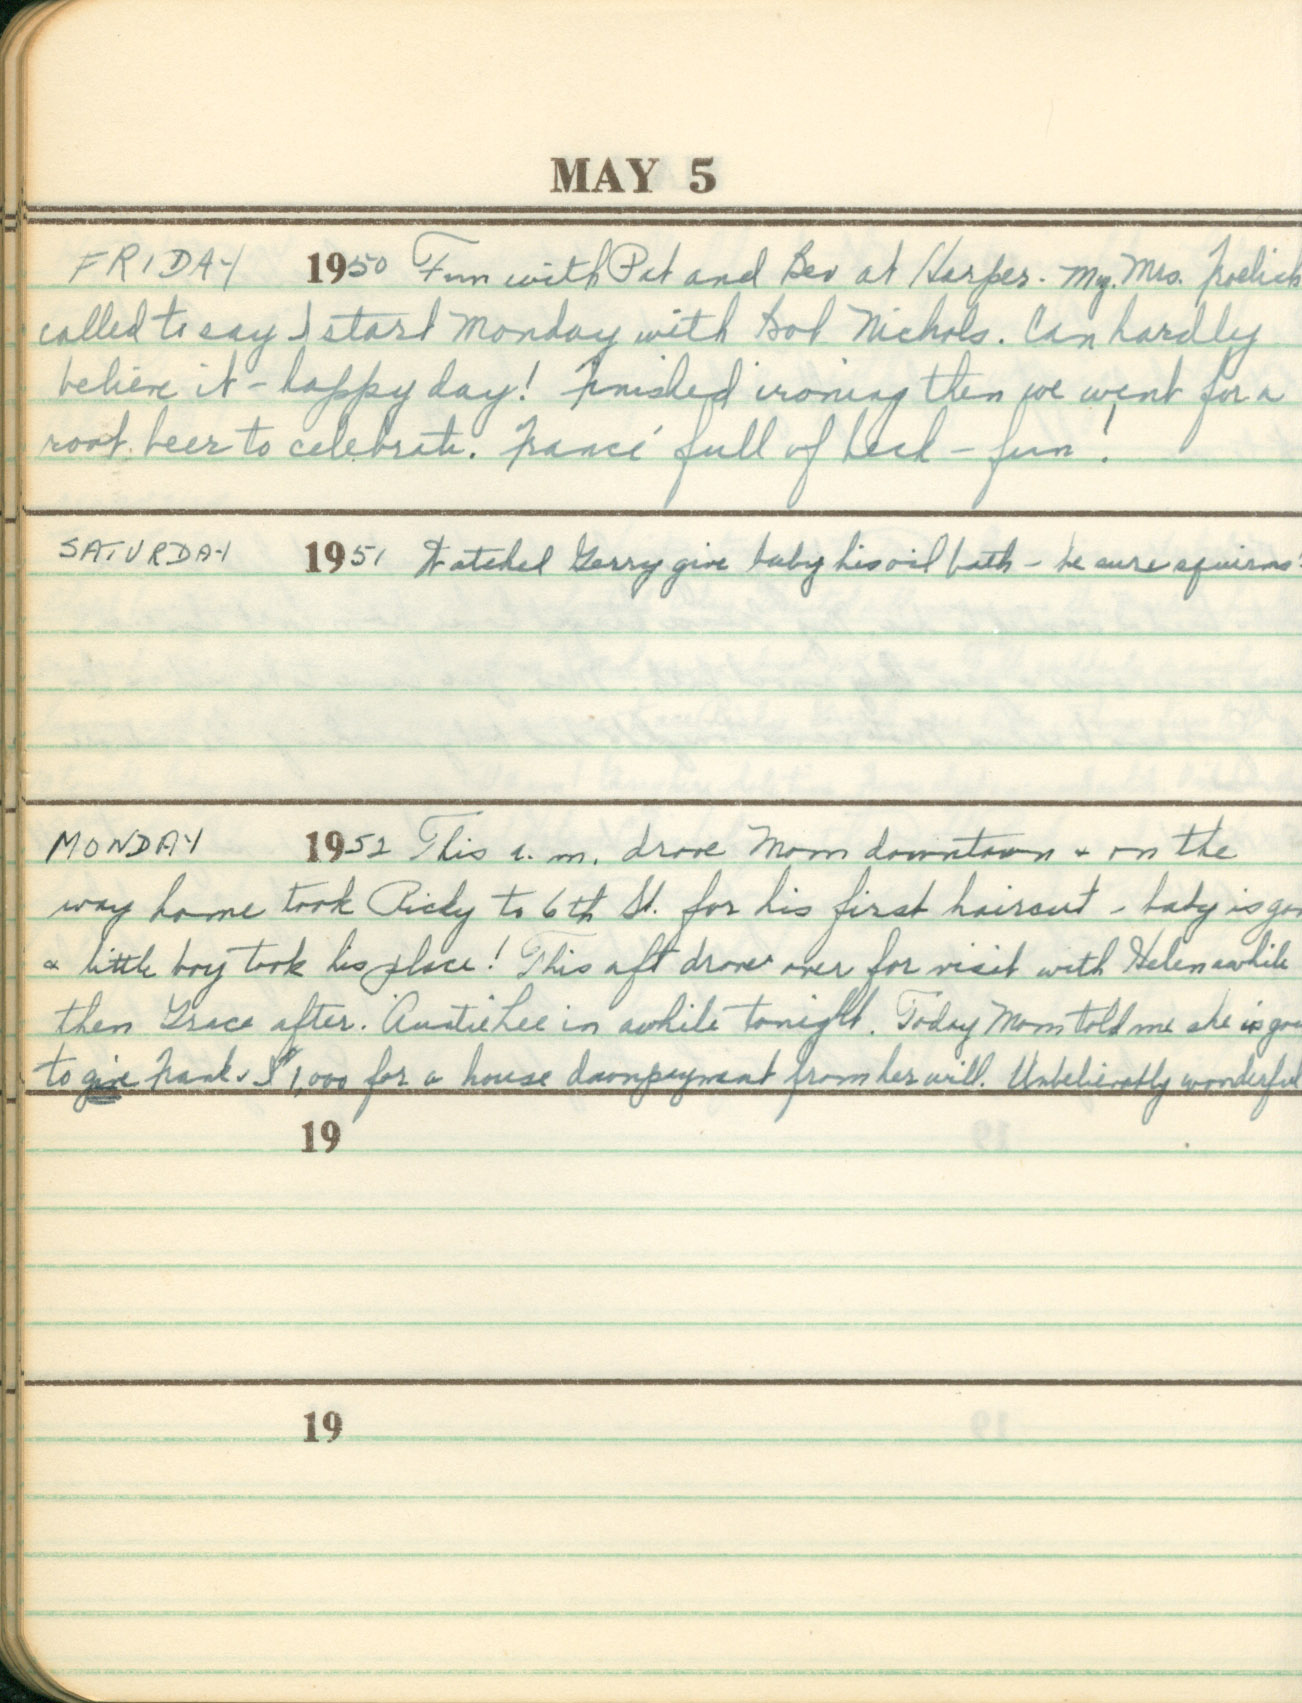 MAY 5
FRIDAY 1950 Fun with Pat and Bev at Harper. My Mrs. Froelich
called to say I start Monday with Nichols. Can hardly
believe it - happy day! Finished ironing then we went for a
root beer to celebrate. France full of heck - fun!
SATURDAY 1951 Watched Gerry give baby his oil bath - he sure squirms!
MONDAY 1952 This a.m. drove Mom downtown & on the
way home took Ricky to 6th St. for his first haircut - baby is gon
& little boy took his place! This aft drove over for visit with Helen awhile
then Grace after. Auntie Lee in awhile tonight. Today Mom told me she is goin
to give Frank & I $1,000 for a house downpayment from her will. Unbelievably wonderful
19
19